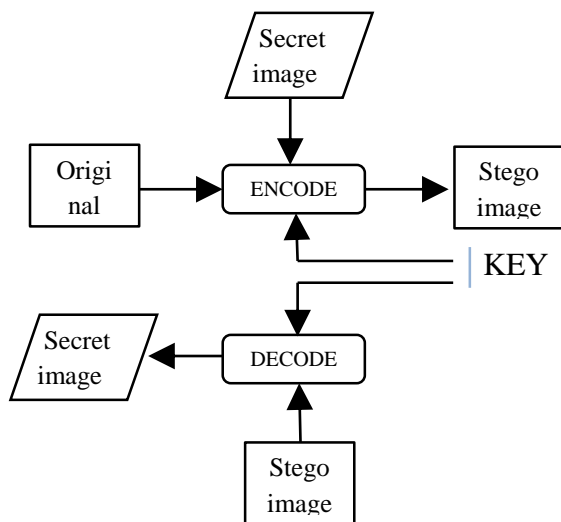 Secret
image
Origi
nal
ENCODE
Stego
image
KEY
Secret
image
DECODE
Stego
image